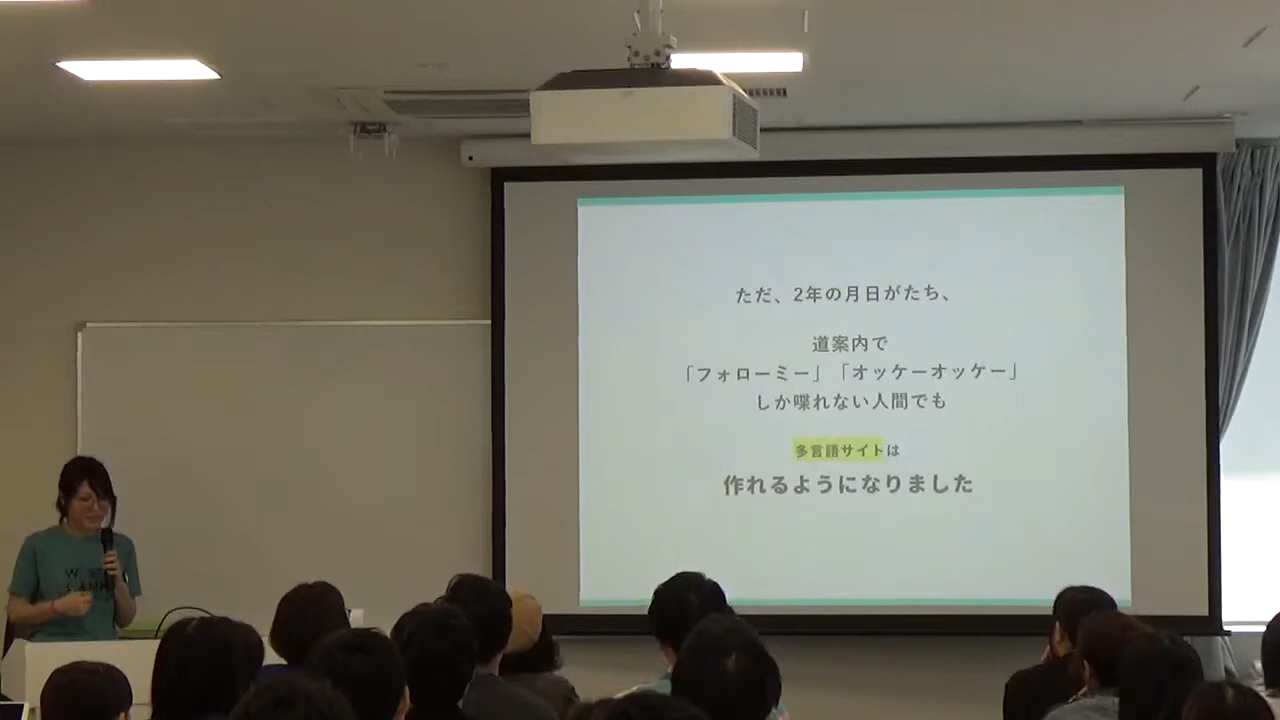 ただ、2年の月日がたち、
道案内で
「フォローミー」「オッケーオッケー」
しか喋れない人間でも
多言語サイトは
作れるようになりました